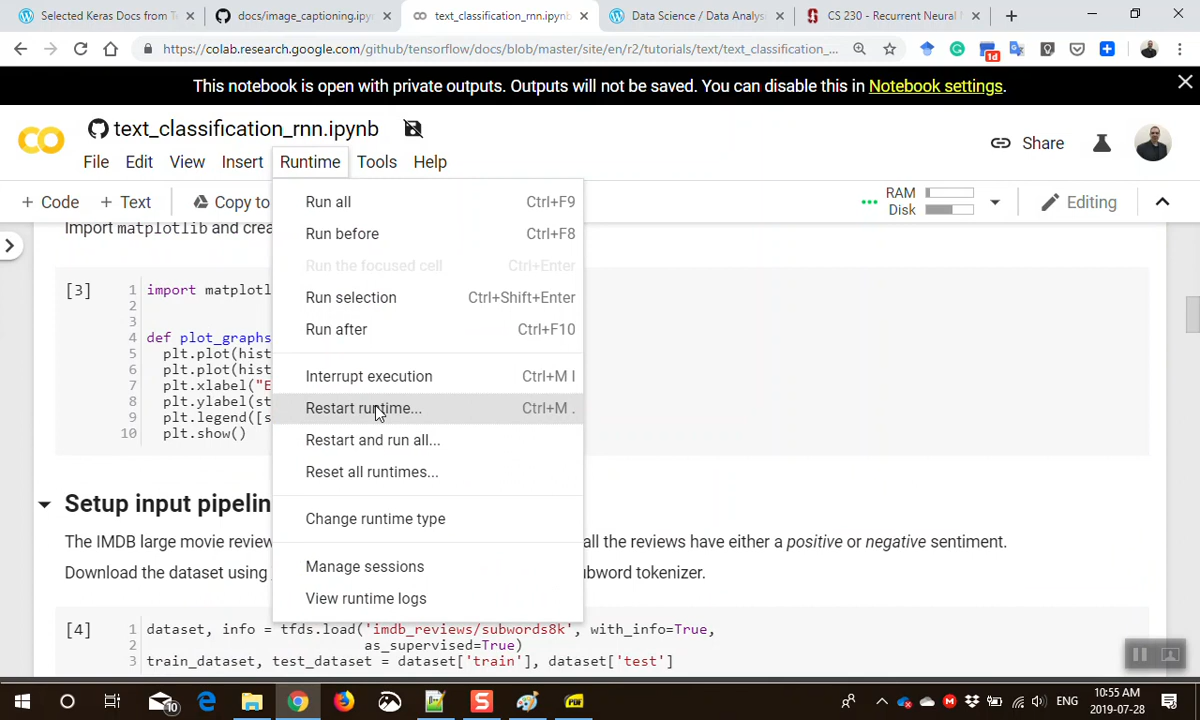 Selected Keras Docs from Te
docs/image_captioning.ipyn
text_classification_rnn.ipynb
Data Science / Data Analys
CS 230 - Recurrent Neural N
https://colab.research.google.com/github/tensorflow/docs/blob/master/site/en/r2/tutorials/text/text_classification_...
1d
This notebook is open with private outputs. Outputs will not be saved. You can disable this in Notebook settings.
CO
text_classification_rnn.ipynb
File Edit View Insert Runtime Tools Help
Share
+ Code + Text Copy to
RAM
Disk
Editing
Import matplotlib and crea
[3]
1 import matplotl
2
3
4 def plot_graphs
5 plt.plot(hist
6 plt.plot(hist
7 plt.xlabel("E
8 plt.ylabel(st
9 plt.legend([s
10 plt.show()
Run all Ctrl+F9
Run before Ctrl+F8
Run the focused cell Ctrl+Enter
Run selection Ctrl+Shift+Enter
Run after Ctrl+F10
Interrupt execution Ctrl+M I
Restart runtime... Ctrl+M .
Restart and run all...
Reset all runtimes...
Change runtime type
Manage sessions
View runtime logs
Setup input pipelin
The IMDB large movie review all the reviews have either a positive or negative sentiment.
Download the dataset using ubword tokenizer.
[4]
1 dataset, info = tfds.load('imdb_reviews/subwords8k', with_info=True,
2 as_supervised=True)
3 train_dataset, test_dataset = dataset['train'], dataset['test']
10
ENG
10:55 AM
2019-07-28